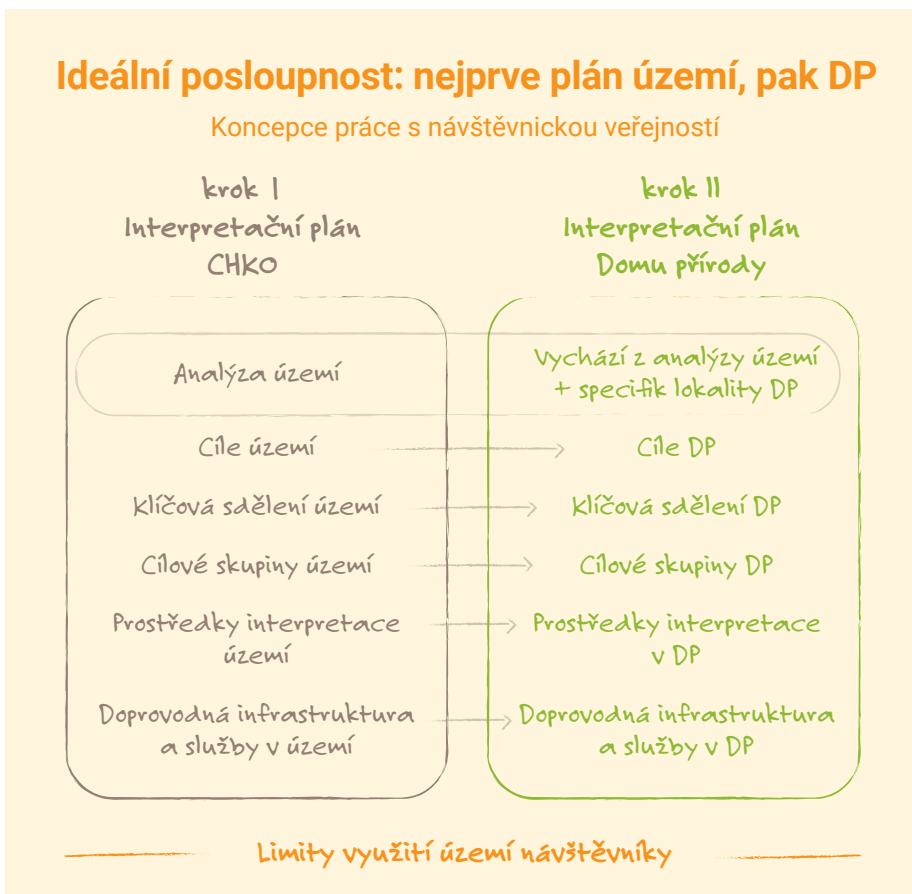 Ideální posloupnost: nejprve plán území, pak DP
Koncepce práce s návštěvnickou veřejností
krok I
Interpretační plán
CHKO
Analýza území
Cíle území
Klíčová sdělení území
Cílové skupiny území
Prostředky interpretace
území
Doprovodná infrastruktura
a služby v území
krok II
Interpretační plán
Domu přírody
Vychází z analýzy území
+ specifik lokality DP
Cíle DP
Klíčová sdělení DP
Cílové skupiny DP
Prostředky interpretace
v DP
Doprovodná infrastruktura
a služby v DP
Limity využití území návštěvníky